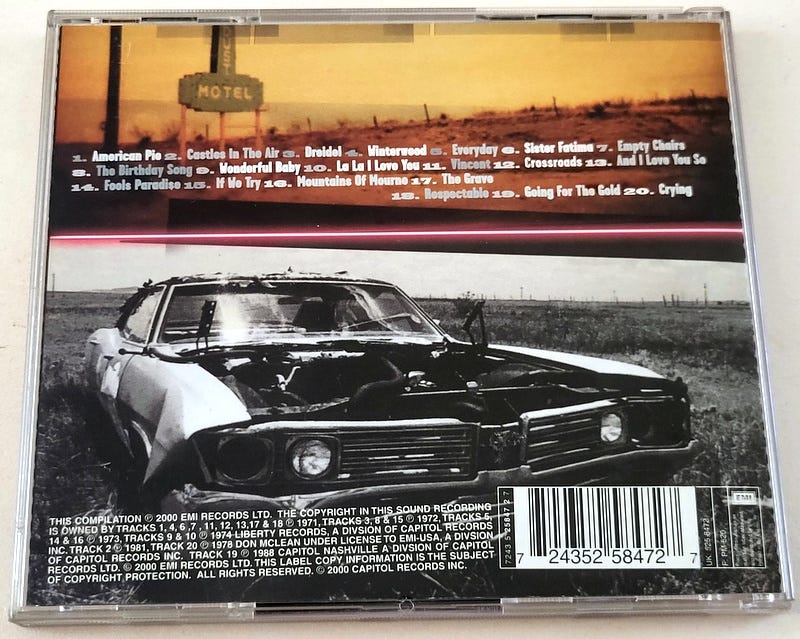 MOTEL
1. American Pie 2. Castles In The Air 3. Dreidel 4. Winterwood 5. Everyday 6. Sister Fatima 7. Empty Chairs
8. The Birthday Song 9. Wonderful Baby 10. La La I Love You 11. Vincent 12. Crossroads 13. And I Love You So
14. Fools Paradise 15. If We Try 16. Mountains Of Mourne 17. The Grave
18. Respectable 19. Going For The Gold 20. Crying
THIS COMPILATION ℗ 2000 EMI RECORDS LTD. THE COPYRIGHT IN THIS SOUND RECORDING
IS OWNED BY TRACKS 1, 4, 6, 7, 11, 12, 13,17 & 18 ℗ 1971, TRACKS 3, 8 & 15 ℗ 1972, TRACKS 5,
14 & 16 ℗ 1973, TRACKS 9 & 10 ℗ 1974 LIBERTY RECORDS, A DIVSION OF CAPITOL RECORDS
INC. TRACK 2 ℗ 1981, TRACK 20 ℗ 1978 DON MCLEAN UNDER LICENSE TO EMI-USA, A DIVISION
OF CAPITOL RECORDS INC. TRACK 19 ℗ 1988 CAPITOL NASHVILLE A DIVISION OF CAPITOL
RECORDS LTD. © 2000 EMI RECORDS LTD. THIS LABEL COPY INFORMATION IS THE SUBJECT
OF COPYRIGHT PROTECTION. ALL RIGHTS RESERVED. © 2000 CAPITOL RECORDS INC.
7243 5 25847 2 7
7 24352 58472 7
EMI